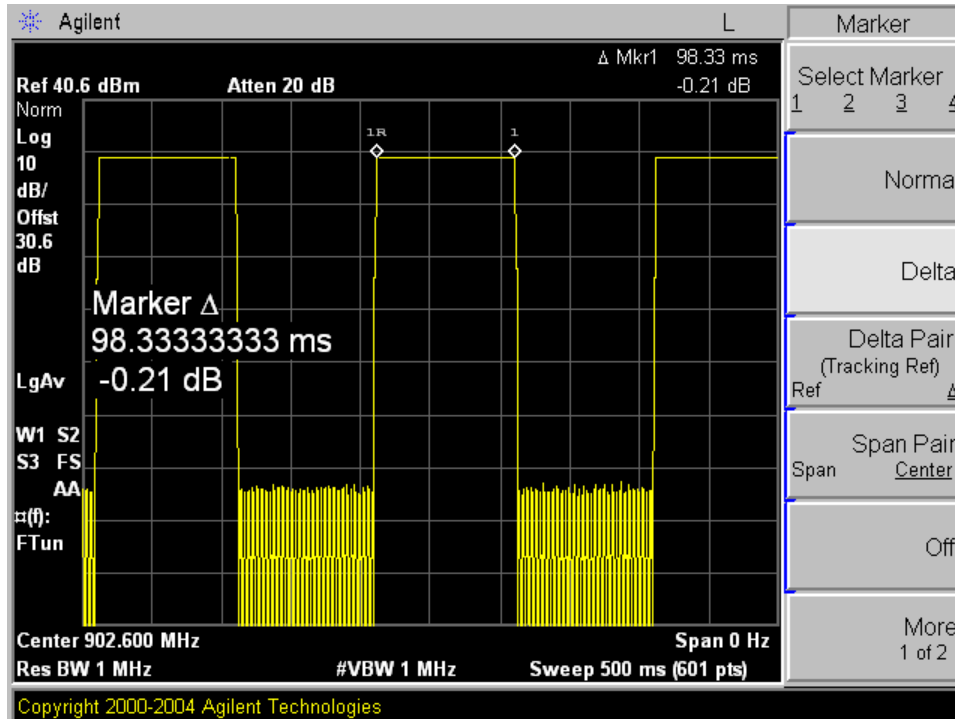 Agilent L Marker
Δ Mkr1 98.33 ms
Ref 40.6 dBm Atten 20 dB -0.21 dB
Norm
Log
10
dB/
Offst
30.6
dB
1R 1
Marker Δ
98.33333333 ms
-0.21 dB
LgAv
W1 S2
S3 FS
AA
¤(f):
FTun
Center 902.600 MHz Span 0 Hz
Res BW 1 MHz #VBW 1 MHz Sweep 500 ms (601 pts)
Copyright 2000-2004 Agilent Technologies
Select Marker
1 2 3 4
Norma
Delta
Delta Pair
(Tracking Ref)
Ref Δ
Span Pair
Span Center
Off
More
1 of 2